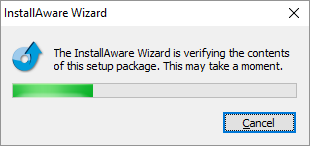 InstallAware Wizard
The InstallAware Wizard is verifying the contents
of this setup package. This may take a moment.
Cancel